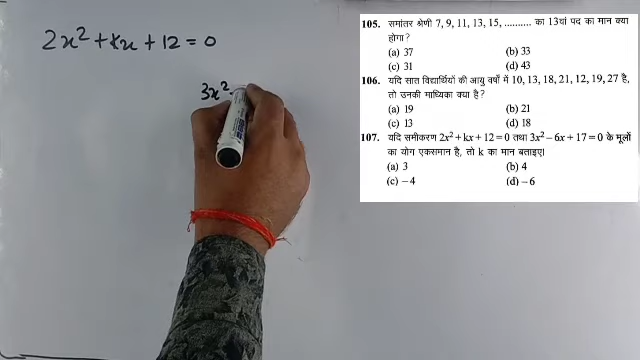 2x² + kx + 12 = 0
3x²
105. समांतर श्रेणी 7, 9, 11, 13, 15, .......... का 13वां पद का मान क्या
होगा?
(a) 37 (b) 33
(c) 31 (d) 43
106. यदि सात विद्यार्थियों की आयु वर्षों में 10, 13, 18, 21, 12, 19, 27 है,
तो उनकी माध्यिका क्या है?
(a) 19 (b) 21
(c) 13 (d) 18
107. यदि समीकरण 2x² + kx + 12 = 0 तथा 3x² – 6x + 17 = 0 के मूलों
का योग एकसमान है, तो k का मान बताइए।
(a) 3 (b) 4
(c) – 4 (d) – 6